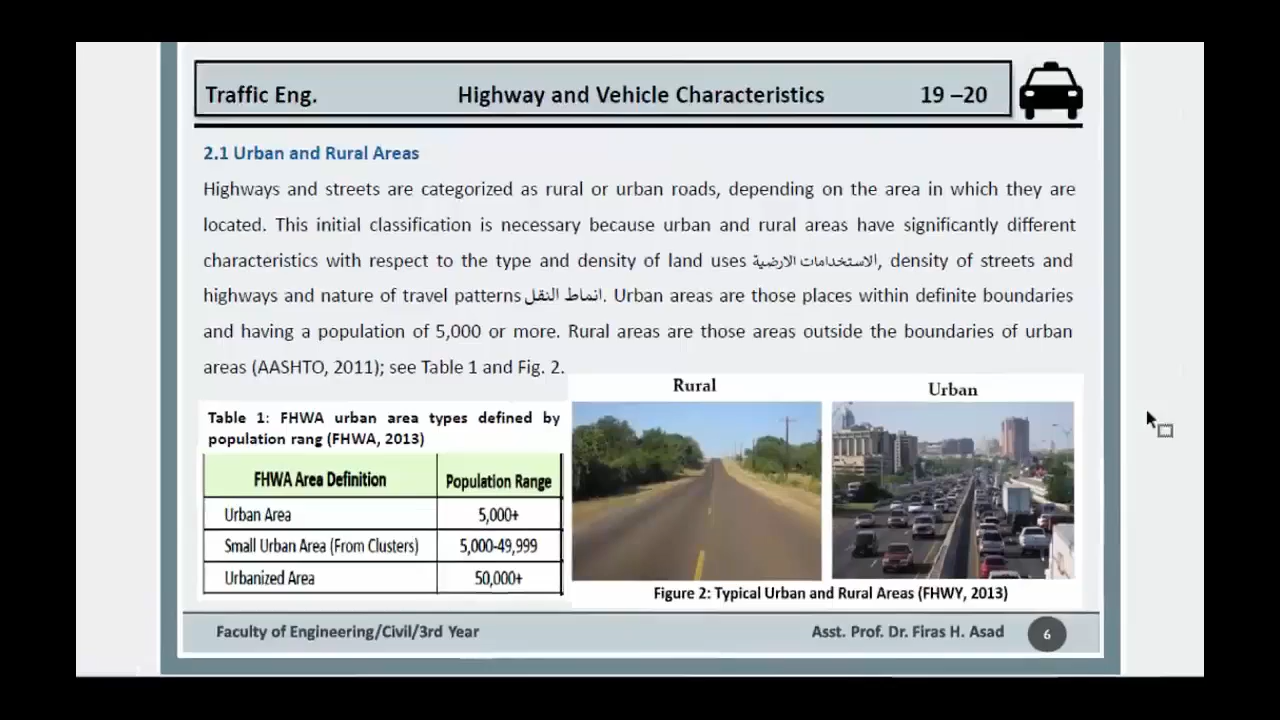 Traffic Eng. Highway and Vehicle Characteristics 19 –20
2.1 Urban and Rural Areas
Highways and streets are categorized as rural or urban roads, depending on the area in which they are
located. This initial classification is necessary because urban and rural areas have significantly different
characteristics with respect to the type and density of land uses الاستخدامات الارضية, density of streets and
highways and nature of travel patterns انماط النقل. Urban areas are those places within definite boundaries
and having a population of 5,000 or more. Rural areas are those areas outside the boundaries of urban
areas (AASHTO, 2011); see Table 1 and Fig. 2.
Table 1: FHWA urban area types defined by
population rang (FHWA, 2013)
FHWA Area Definition Population Range
Urban Area 5,000+
Small Urban Area (From Clusters) 5,000-49,999
Urbanized Area 50,000+
Rural Urban
Figure 2: Typical Urban and Rural Areas (FHWY, 2013)
Faculty of Engineering/Civil/3rd Year Asst. Prof. Dr. Firas H. Asad 6